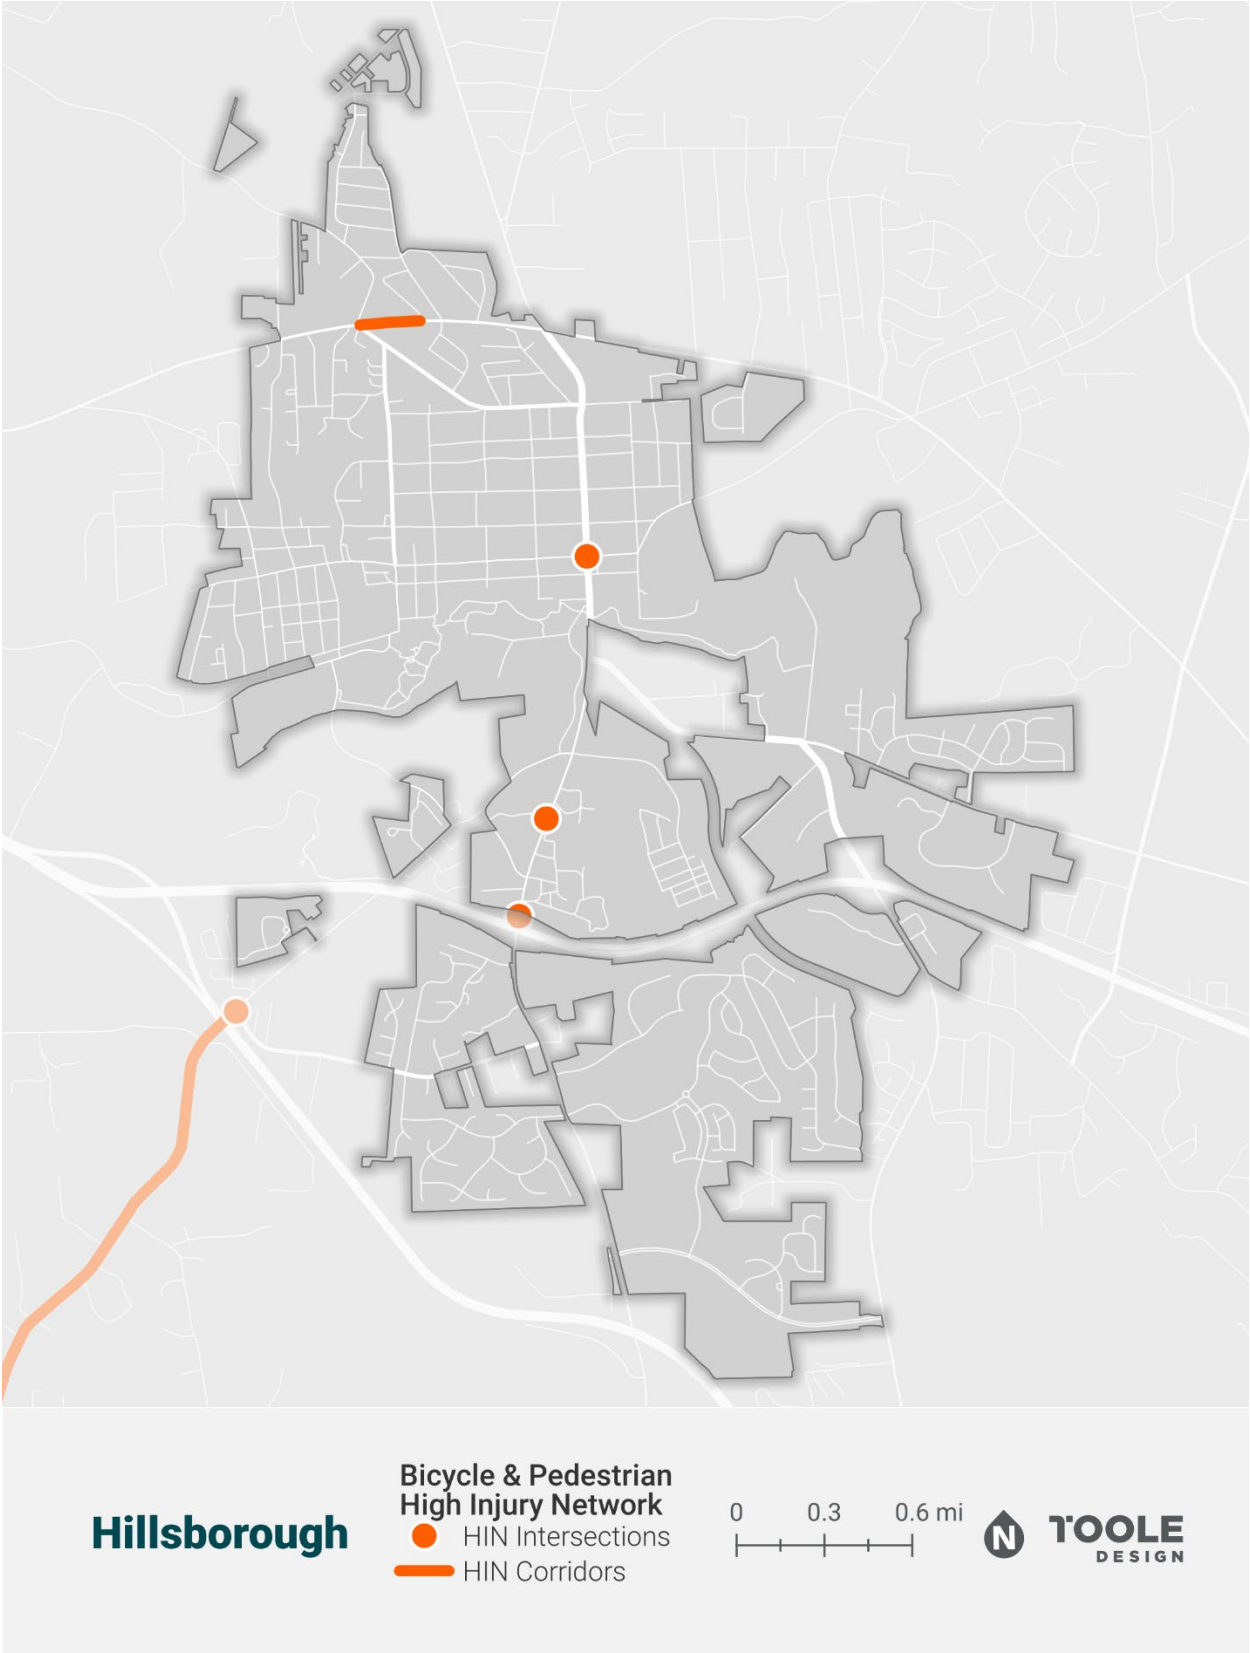 Hillsborough
Bicycle & Pedestrian
High Injury Network
HIN Intersections
HIN Corridors
0 0.3 0.6 mi
N
TOOLE
DESIGN